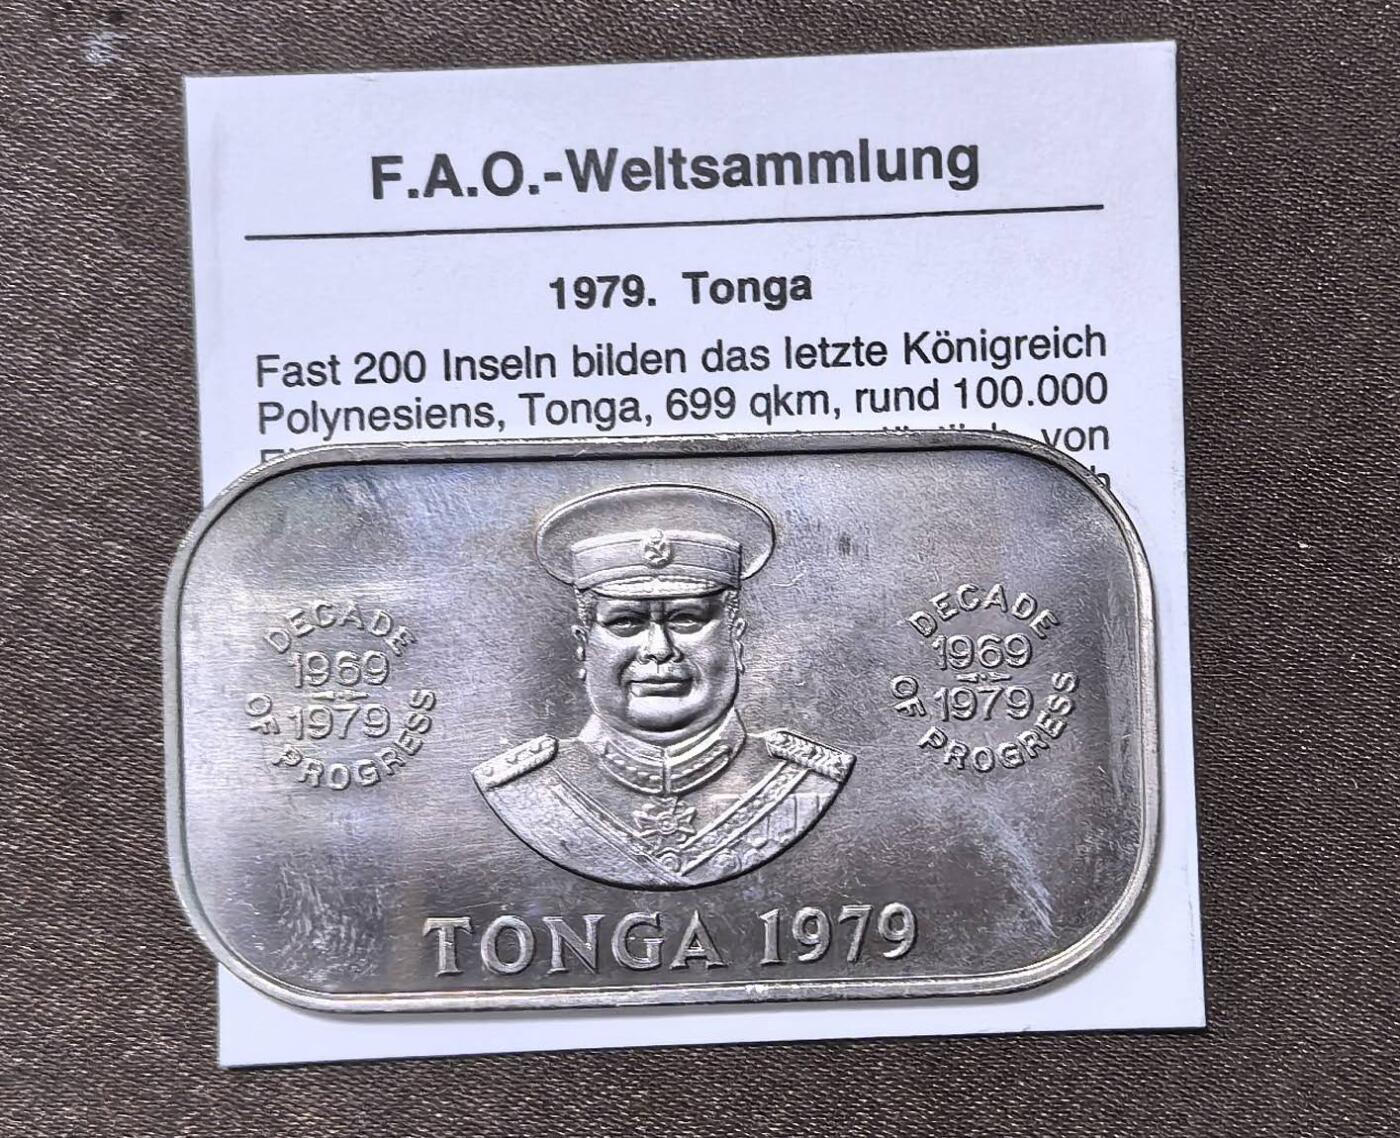 F.A.O.-Weltsammlung
1979. Tonga
Fast 200 Inseln bilden das letzte Königreich
Polynesiens, Tonga, 699 qkm, rund 100.000
von
DECADE
1969
1979
OF PROGRESS
DECADE
1969
1979
OF PROGRESS
TONGA 1979